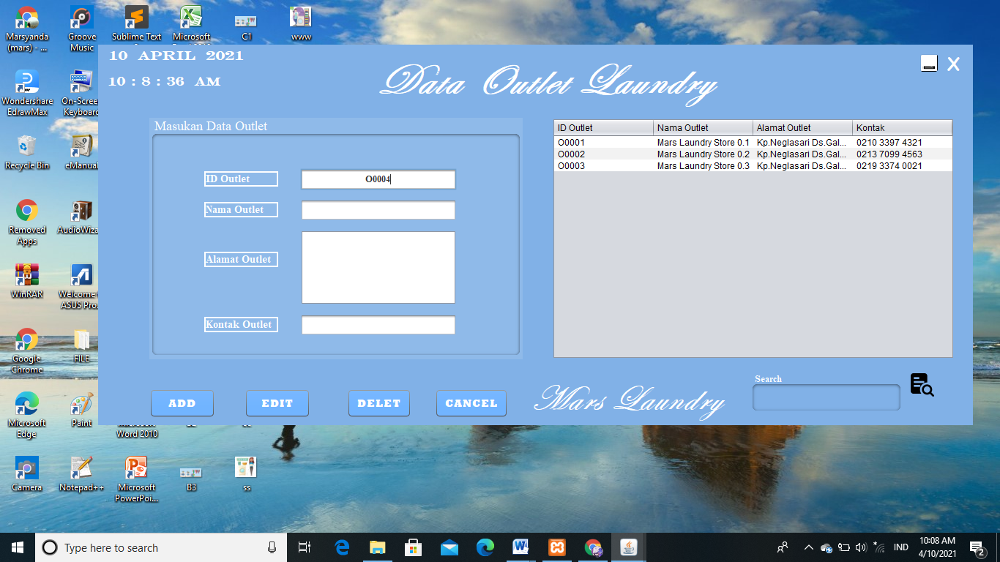 Marsyanda
(mars) - ...
Groove
Music
Sublime Text
Microsoft
C1
www
Wondershare
EdrawMax
On-Scree
Keyboard
Recycle Bin
eManual
Removed
Apps
AudioWiza
WinRAR
Welcome t
ASUS Pro.
Google
Chrome
FILE
Microsoft
Edge
Paint
Word 2010
ss
Camera
Notepad++
Microsoft
PowerPoi...
B3
ss
10 APRIL 2021
10 : 8 : 36 AM
Data Outlet Laundry
X
Masukan Data Outlet
ID Outlet
O0004
Nama Outlet
Alamat Outlet
Kontak Outlet
ID Outlet Nama Outlet Alamat Outlet Kontak
O0001 Mars Laundry Store 0.1 Kp.Neglasari Ds.Gal... 0210 3397 4321
O0002 Mars Laundry Store 0.2 Kp.Neglasari Ds.Gal... 0213 7099 4563
O0003 Mars Laundry Store 0.3 Kp.Neglasari Ds.Gal... 0219 3374 0021
ADD EDIT DELET CANCEL
Mars Laundry
Search
Type here to search
IND
10:08 AM
4/10/2021
2